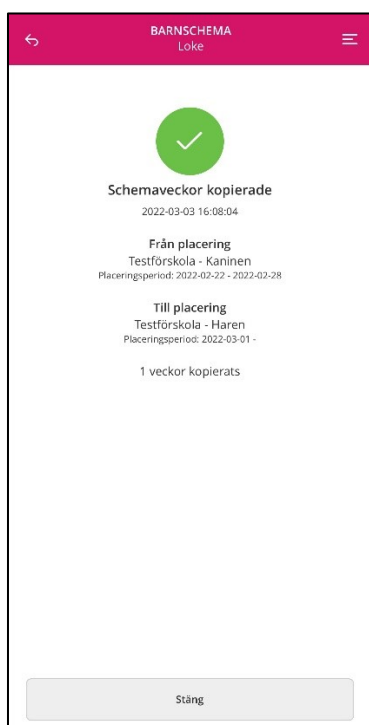 BARNSCHEMA
Loke
Schemaveckor kopierade
2022-03-03 16:08:04
Från placering
Testförskola - Kaninen
Placeringsperiod: 2022-02-22 - 2022-02-28
Till placering
Testförskola - Haren
Placeringsperiod: 2022-03-01 -
1 veckor kopierats
Stäng